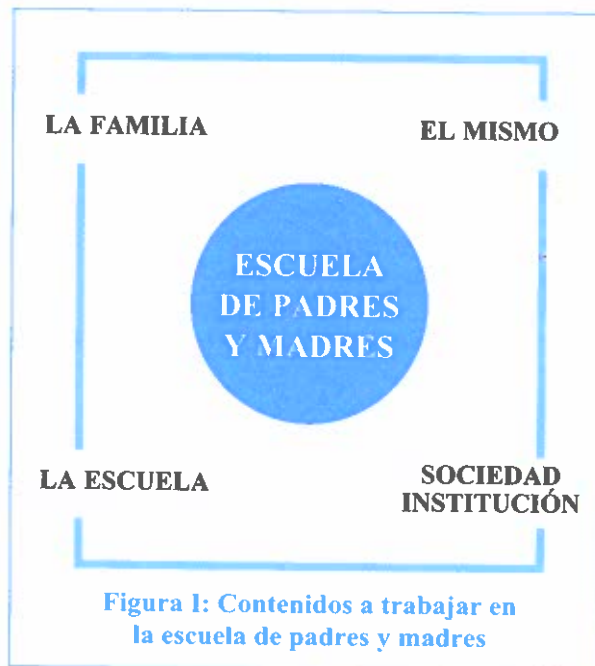 LA FAMILIA
EL MISMO
ESCUELA
DE PADRES
Y MADRES
LA ESCUELA
SOCIEDAD
INSTITUCIÓN
Figura 1: Contenidos a trabajar en
la escuela de padres y madres